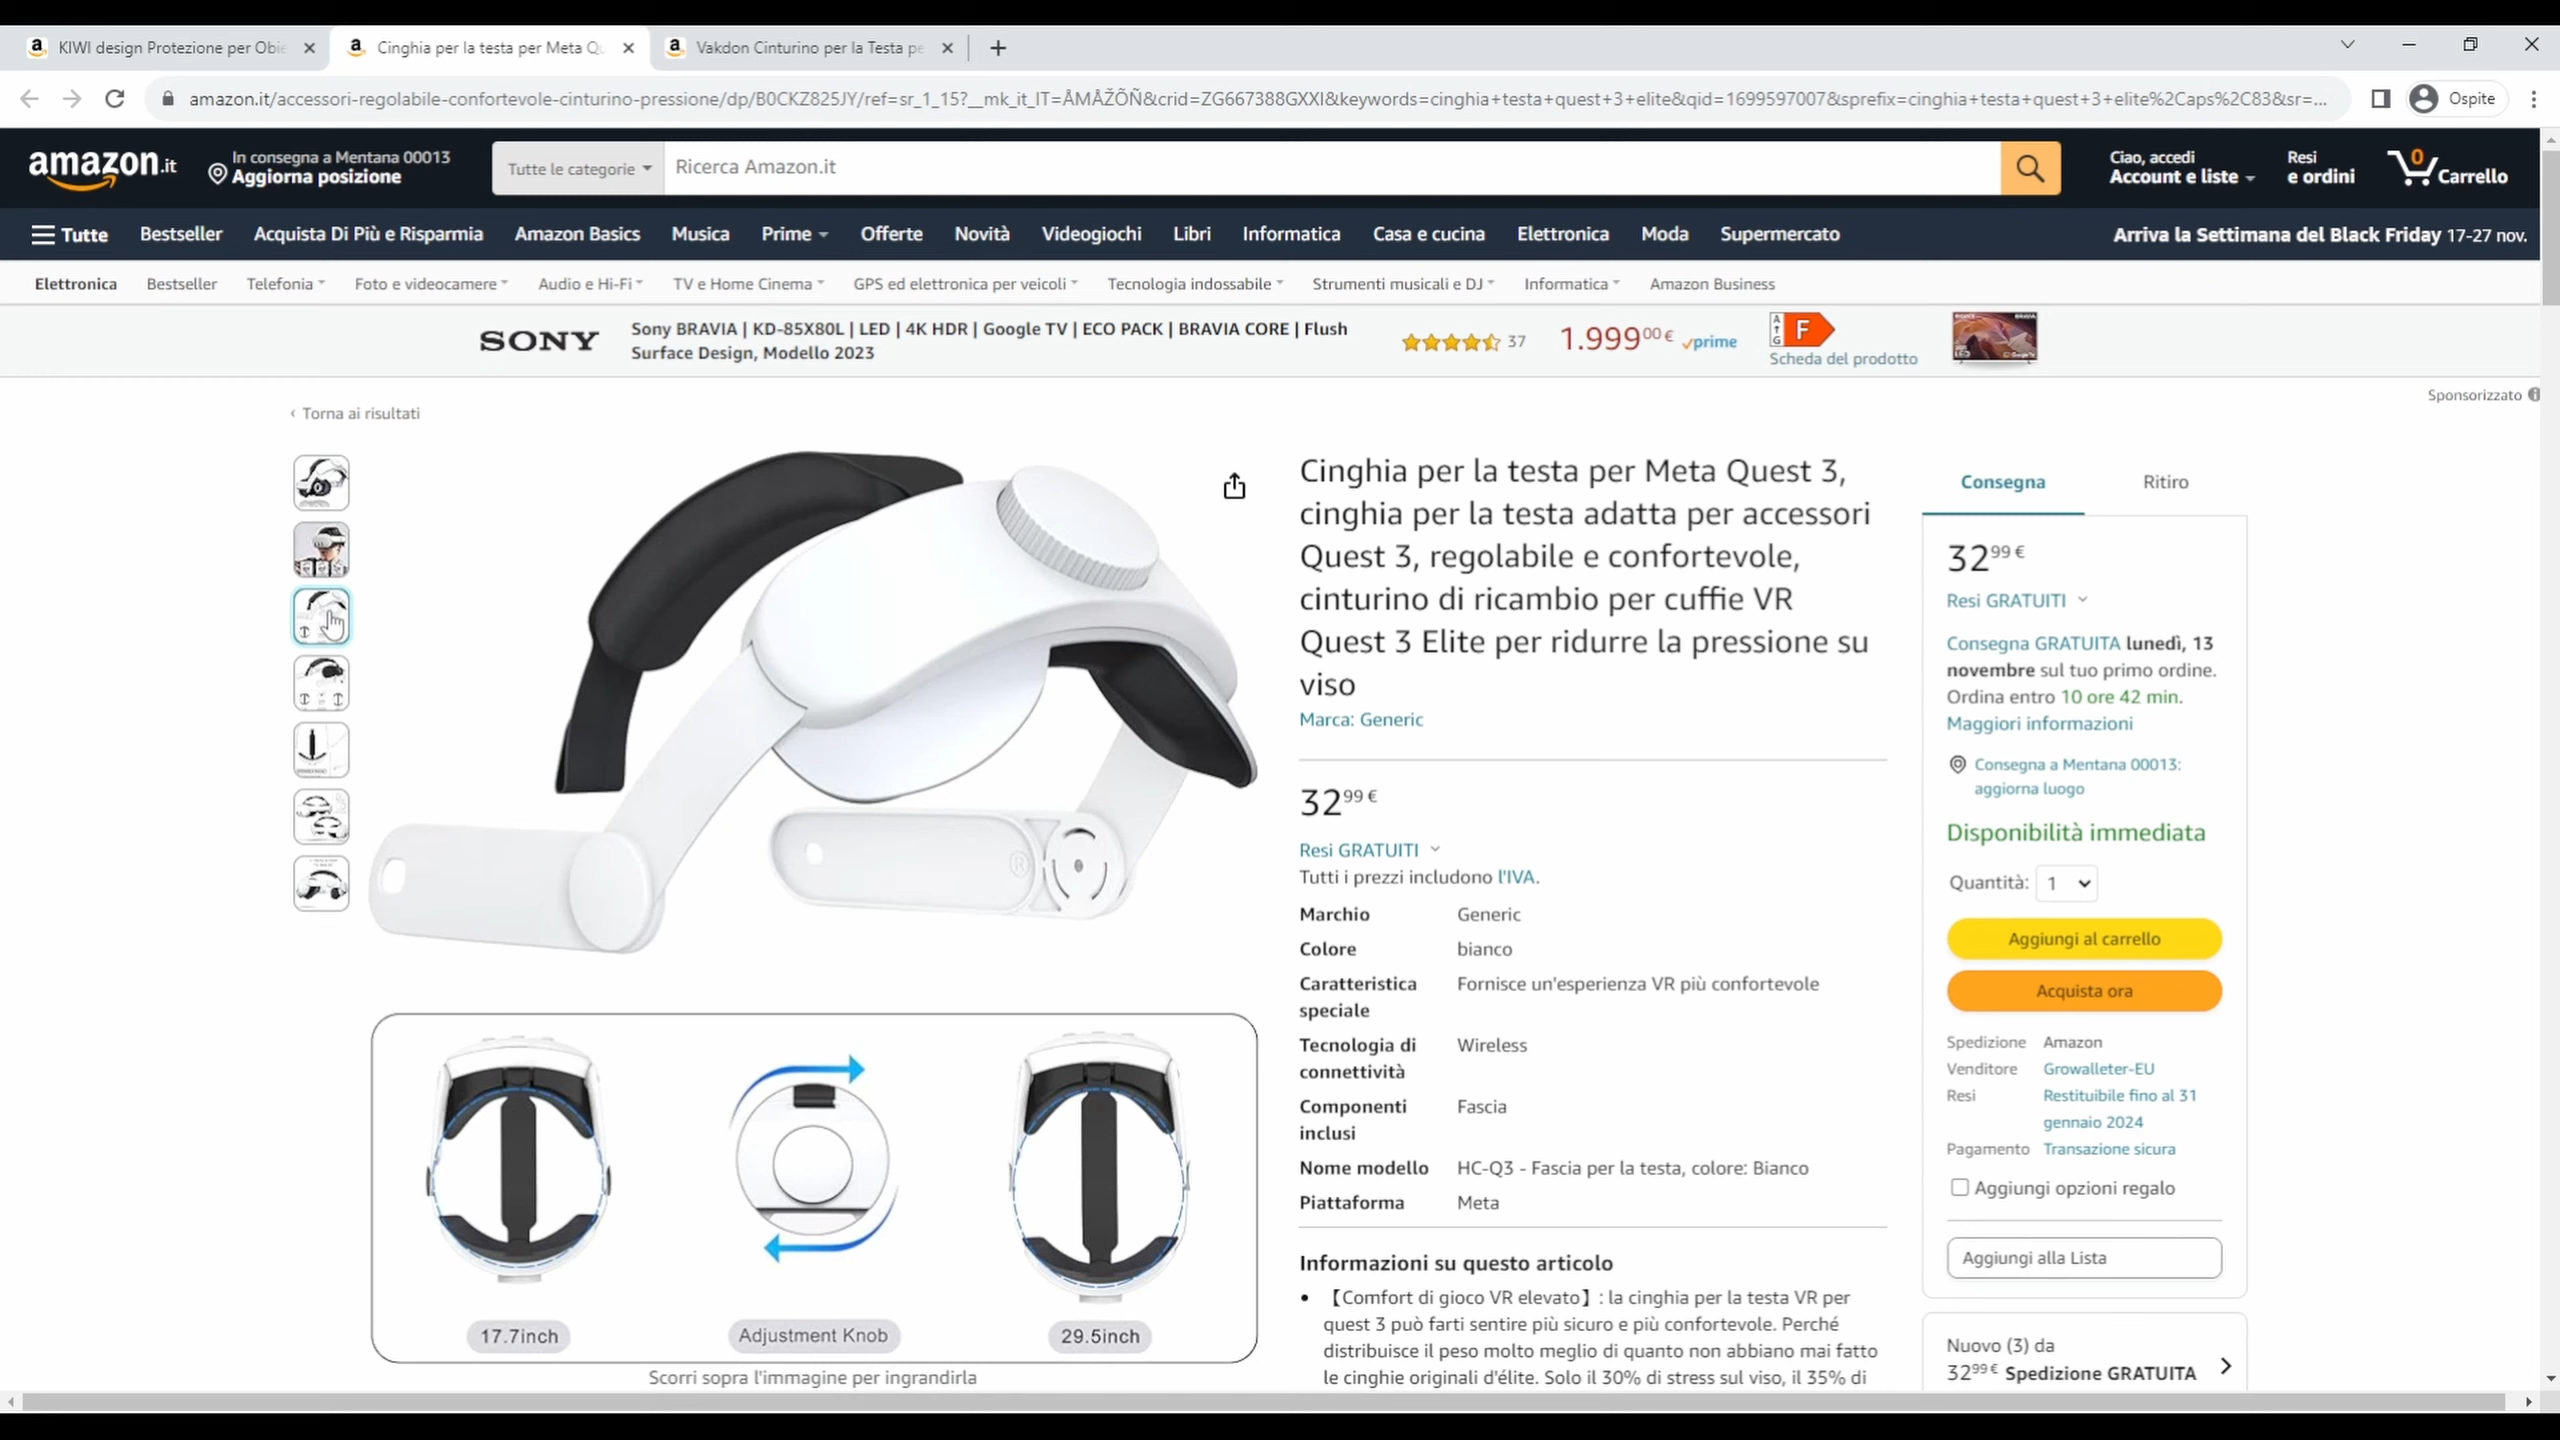 KIWI design Protezione per Obie
Cinghia per la testa per Meta Qu
Vakdon Cinturino per la Testa pe
amazon.it/accessori-regolabile-confortevole-cinturino-pressione/dp/B0CKZ825JY/ref=sr_1_15?__mk_it_IT=ÅMÅŽÕÑ&crid=ZG667388GXXI&keywords=cinghia+testa+quest+3+elite&qid=1699597007&sprefix=cinghia+testa+quest+3+elite%2Caps%2C83&sr=...
Ospite
amazon.it
In consegna a Mentana 00013
Aggiorna posizione
Tutte le categorie
Ricerca Amazon.it
Ciao, accedi
Account e liste
Resi
e ordini
0
Carrello
Tutte
Bestseller
Acquista Di Più e Risparmia
Amazon Basics
Musica
Prime
Offerte
Novità
Videogiochi
Libri
Informatica
Casa e cucina
Elettronica
Moda
Supermercato
Arriva la Settimana del Black Friday 17-27 nov.
Elettronica
Bestseller
Telefonia
Foto e videocamere
Audio e Hi-Fi
TV e Home Cinema
GPS ed elettronica per veicoli
Tecnologia indossabile
Strumenti musicali e DJ
Informatica
Amazon Business
SONY
Sony BRAVIA | KD-85X80L | LED | 4K HDR | Google TV | ECO PACK | BRAVIA CORE | Flush
Surface Design, Modello 2023
37
1.99900€
prime
A
G
F
Scheda del prodotto
Sponsorizzato
‹ Torna ai risultati
Cinghia per la testa per Meta Quest 3,
cinghia per la testa adatta per accessori
Quest 3, regolabile e confortevole,
cinturino di ricambio per cuffie VR
Quest 3 Elite per ridurre la pressione su
viso
Marca: Generic
32,99 €
Resi GRATUITI
Tutti i prezzi includono l'IVA.
Marchio Generic
Colore bianco
Caratteristica Fornisce un'esperienza VR più confortevole
speciale
Tecnologia di Wireless
connettività
Componenti Fascia
inclusi
Nome modello HC-Q3 - Fascia per la testa, colore: Bianco
Piattaforma Meta
Informazioni su questo articolo
• 【Comfort di gioco VR elevato】: la cinghia per la testa VR per
quest 3 può farti sentire più sicuro e più confortevole. Perché
distribuisce il peso molto meglio di quanto non abbiano mai fatto
le cinghie originali d'élite. Solo il 30% di stress sul viso, il 35% di
17.7inch
Adjustment Knob
29.5inch
Scorri sopra l'immagine per ingrandirla
Consegna
Ritiro
32,99 €
Resi GRATUITI
Consegna GRATUITA lunedì, 13
novembre sul tuo primo ordine.
Ordina entro 10 ore 42 min.
Maggiori informazioni
Consegna a Mentana 00013:
aggiorna luogo
Disponibilità immediata
Quantità: 1
Aggiungi al carrello
Acquista ora
Spedizione Amazon
Venditore Growalleter-EU
Resi Restituibile fino al 31
gennaio 2024
Pagamento Transazione sicura
Aggiungi opzioni regalo
Aggiungi alla Lista
Nuovo (3) da
32,99 € Spedizione GRATUITA